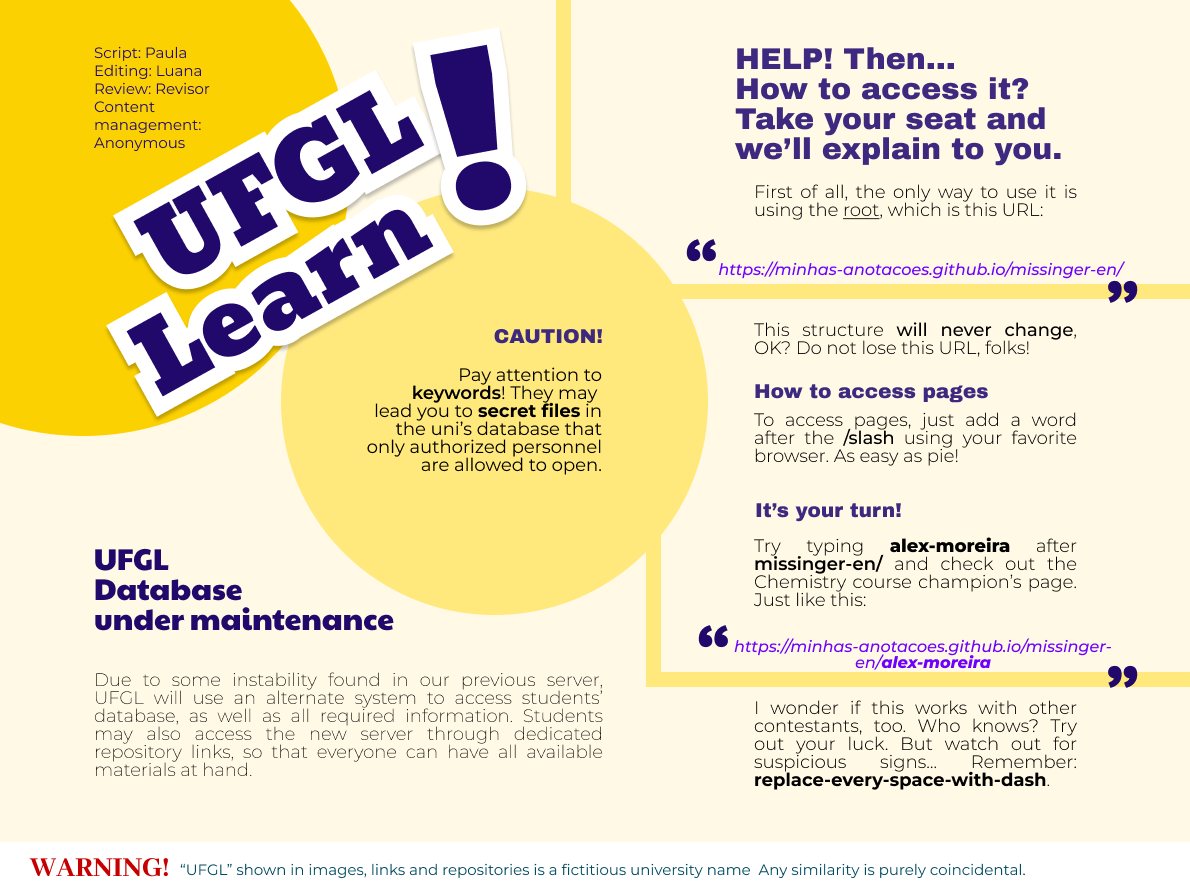 Script: Paula
Editing: Luana
Review: Revisor
Content
management:
Anonymous
UFGL
Learn!
CAUTION!
Pay attention to
keywords! They may
lead you to secret files in
the uni’s database that
only authorized personnel
are allowed to open.
UFGL
Database
under maintenance
Due to some instability found in our previous server,
UFGL will use an alternate system to access students’
database, as well as all required information. Students
may also access the new server through dedicated
repository links, so that everyone can have all available
materials at hand.
HELP! Then...
How to access it?
Take your seat and
we’ll explain to you.
First of all, the only way to use it is
using the root, which is this URL:
“https://minhas-anotacoes.github.io/missinger-en/”
This structure will never change,
OK? Do not lose this URL, folks!
How to access pages
To access pages, just add a word
after the /slash using your favorite
browser. As easy as pie!
It’s your turn!
Try typing alex-moreira after
missinger-en/ and check out the
Chemistry course champion’s page.
Just like this:
“https://minhas-anotacoes.github.io/missinger-
en/alex-moreira”
I wonder if this works with other
contestants, too. Who knows? Try
out your luck. But watch out for
suspicious signs... Remember:
replace-every-space-with-dash.
WARNING! “UFGL” shown in images, links and repositories is a fictitious university name  Any similarity is purely coincidental.